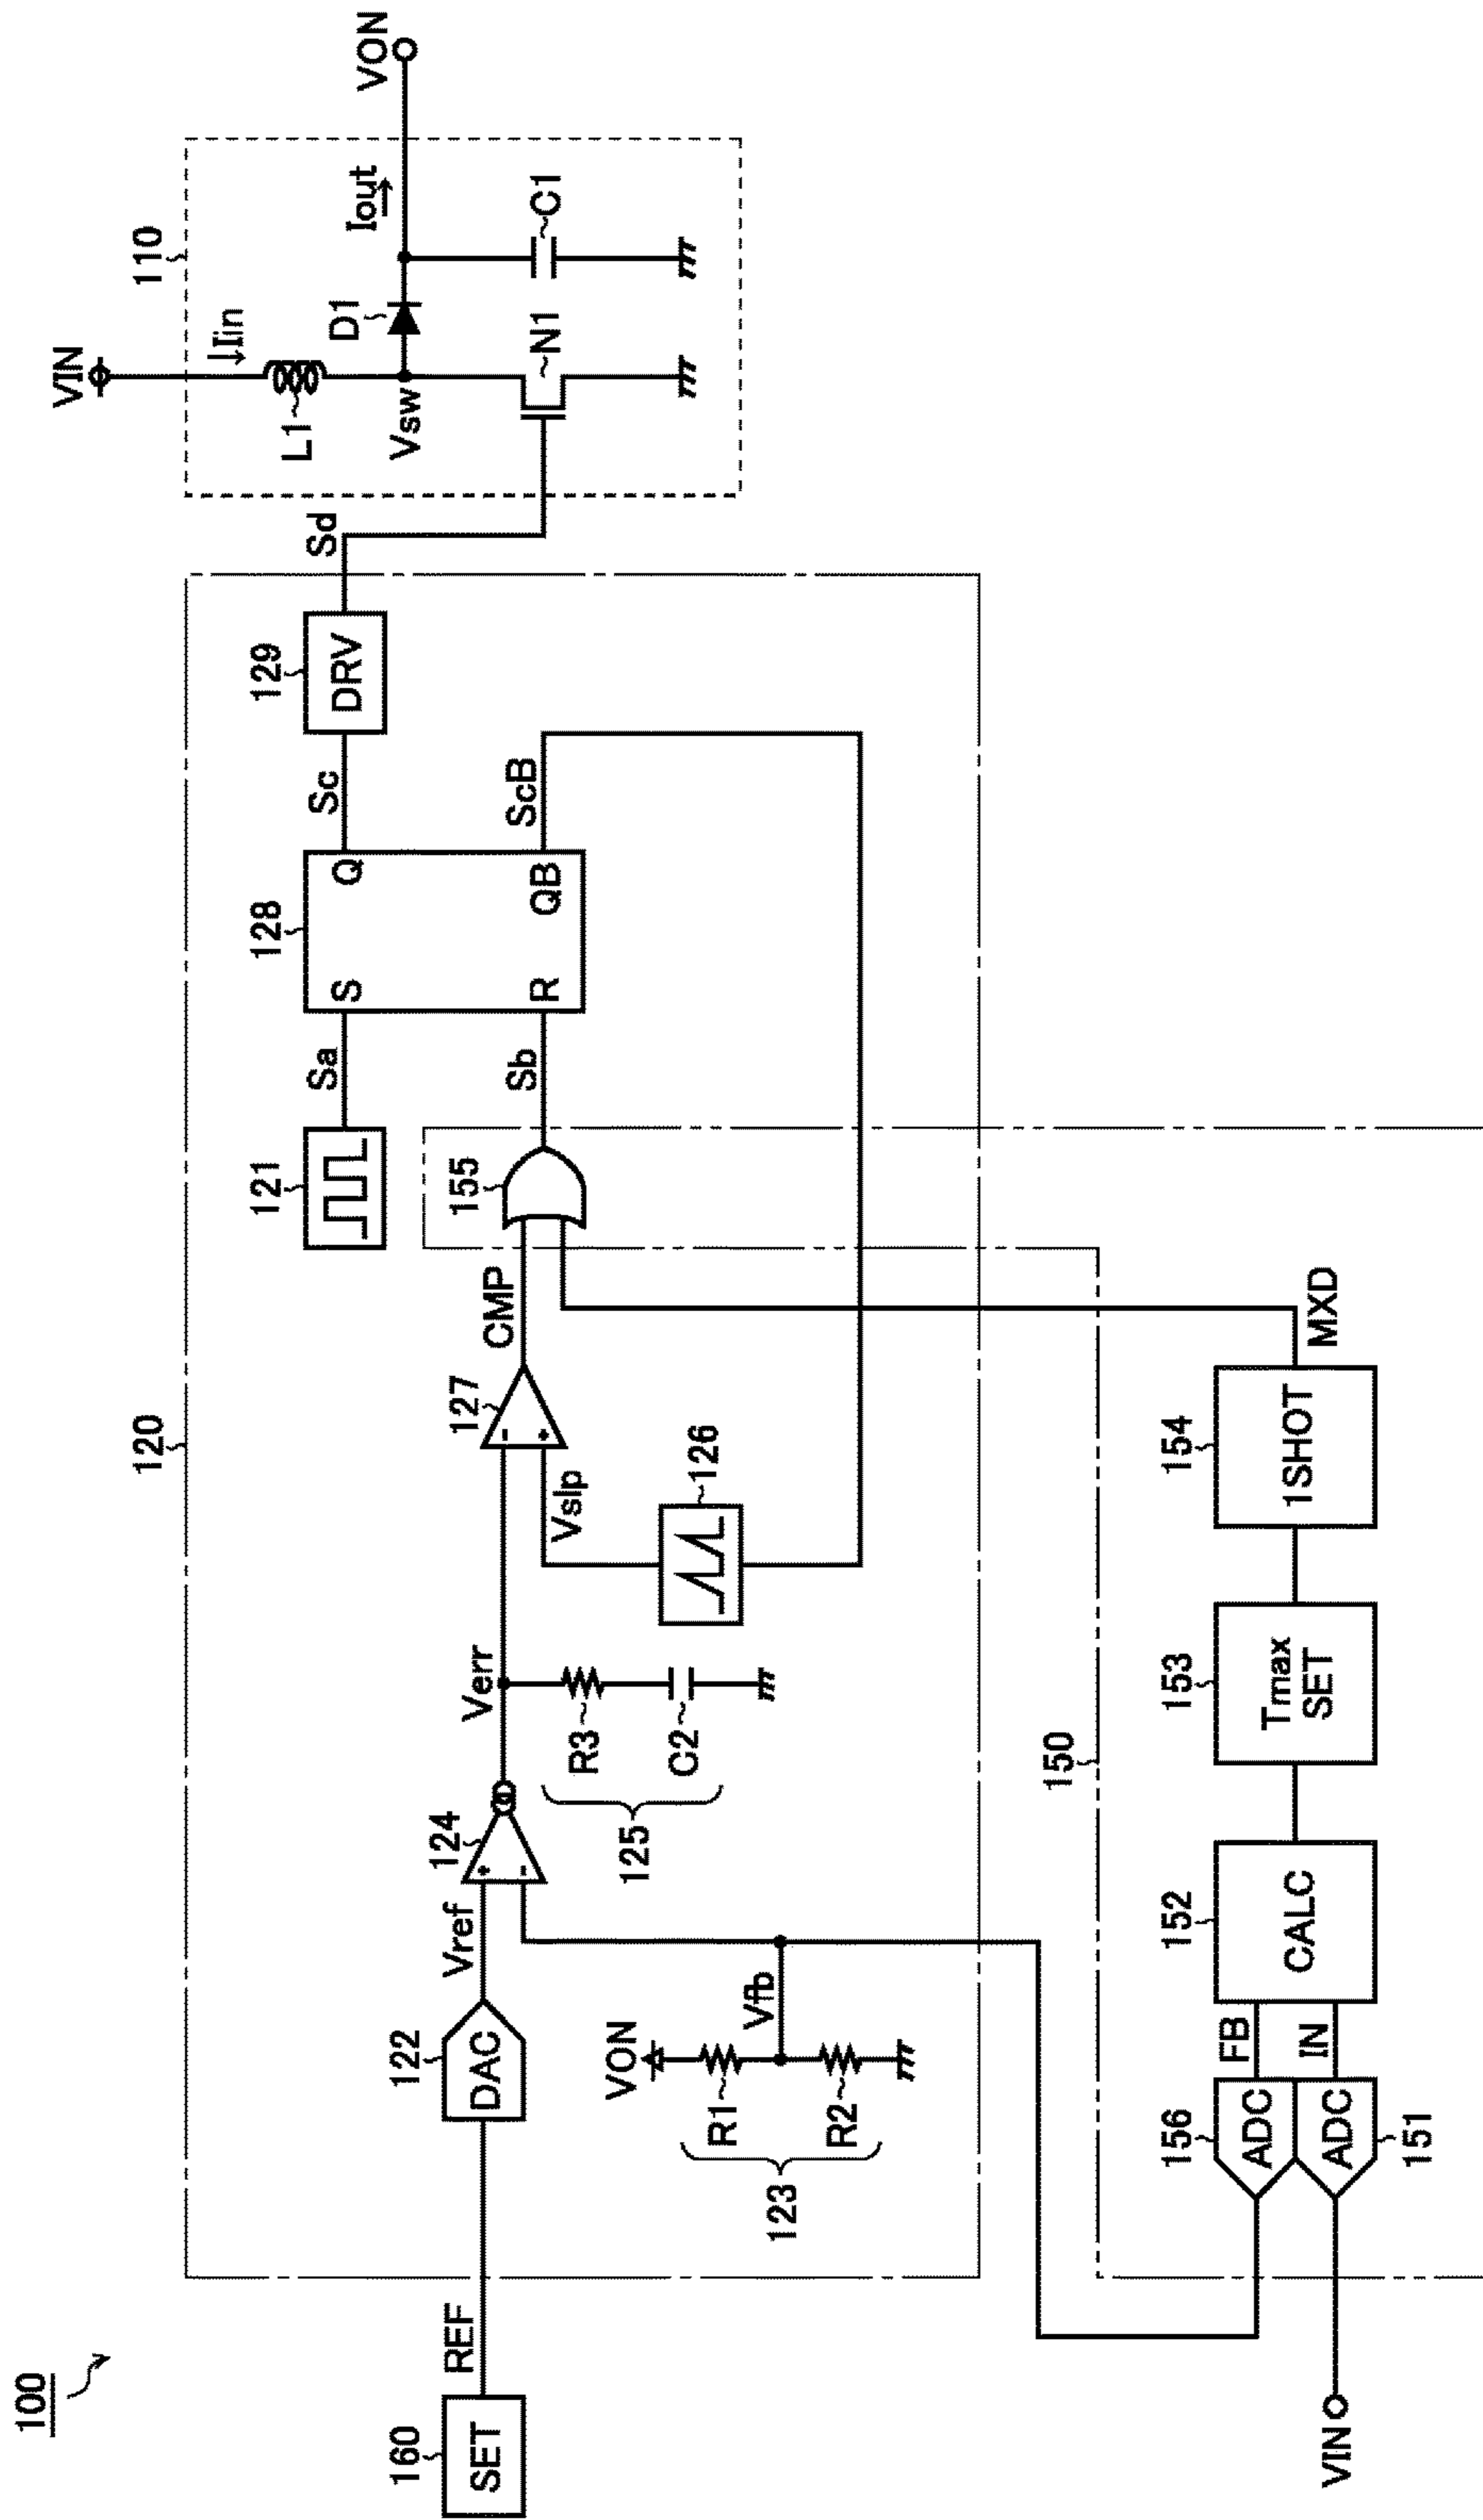 100
VIN
110
Iin
L1
Vsw
D1
Iout
VON
N1
C1
Sd
120
121
Sa
128
S
Q
R
QB
Sc
129
DRV
ScB
Sb
155
160
SET
REF
122
DAC
Vref
124
+
-
Verr
127
-
+
CMP
Vslp
126
R3
C2
125
VON
R1
R2
Vfb
123
150
156
ADC
FB
151
ADC
IN
VIN
152
CALC
153
Tmax
SET
154
1SHOT
MXD